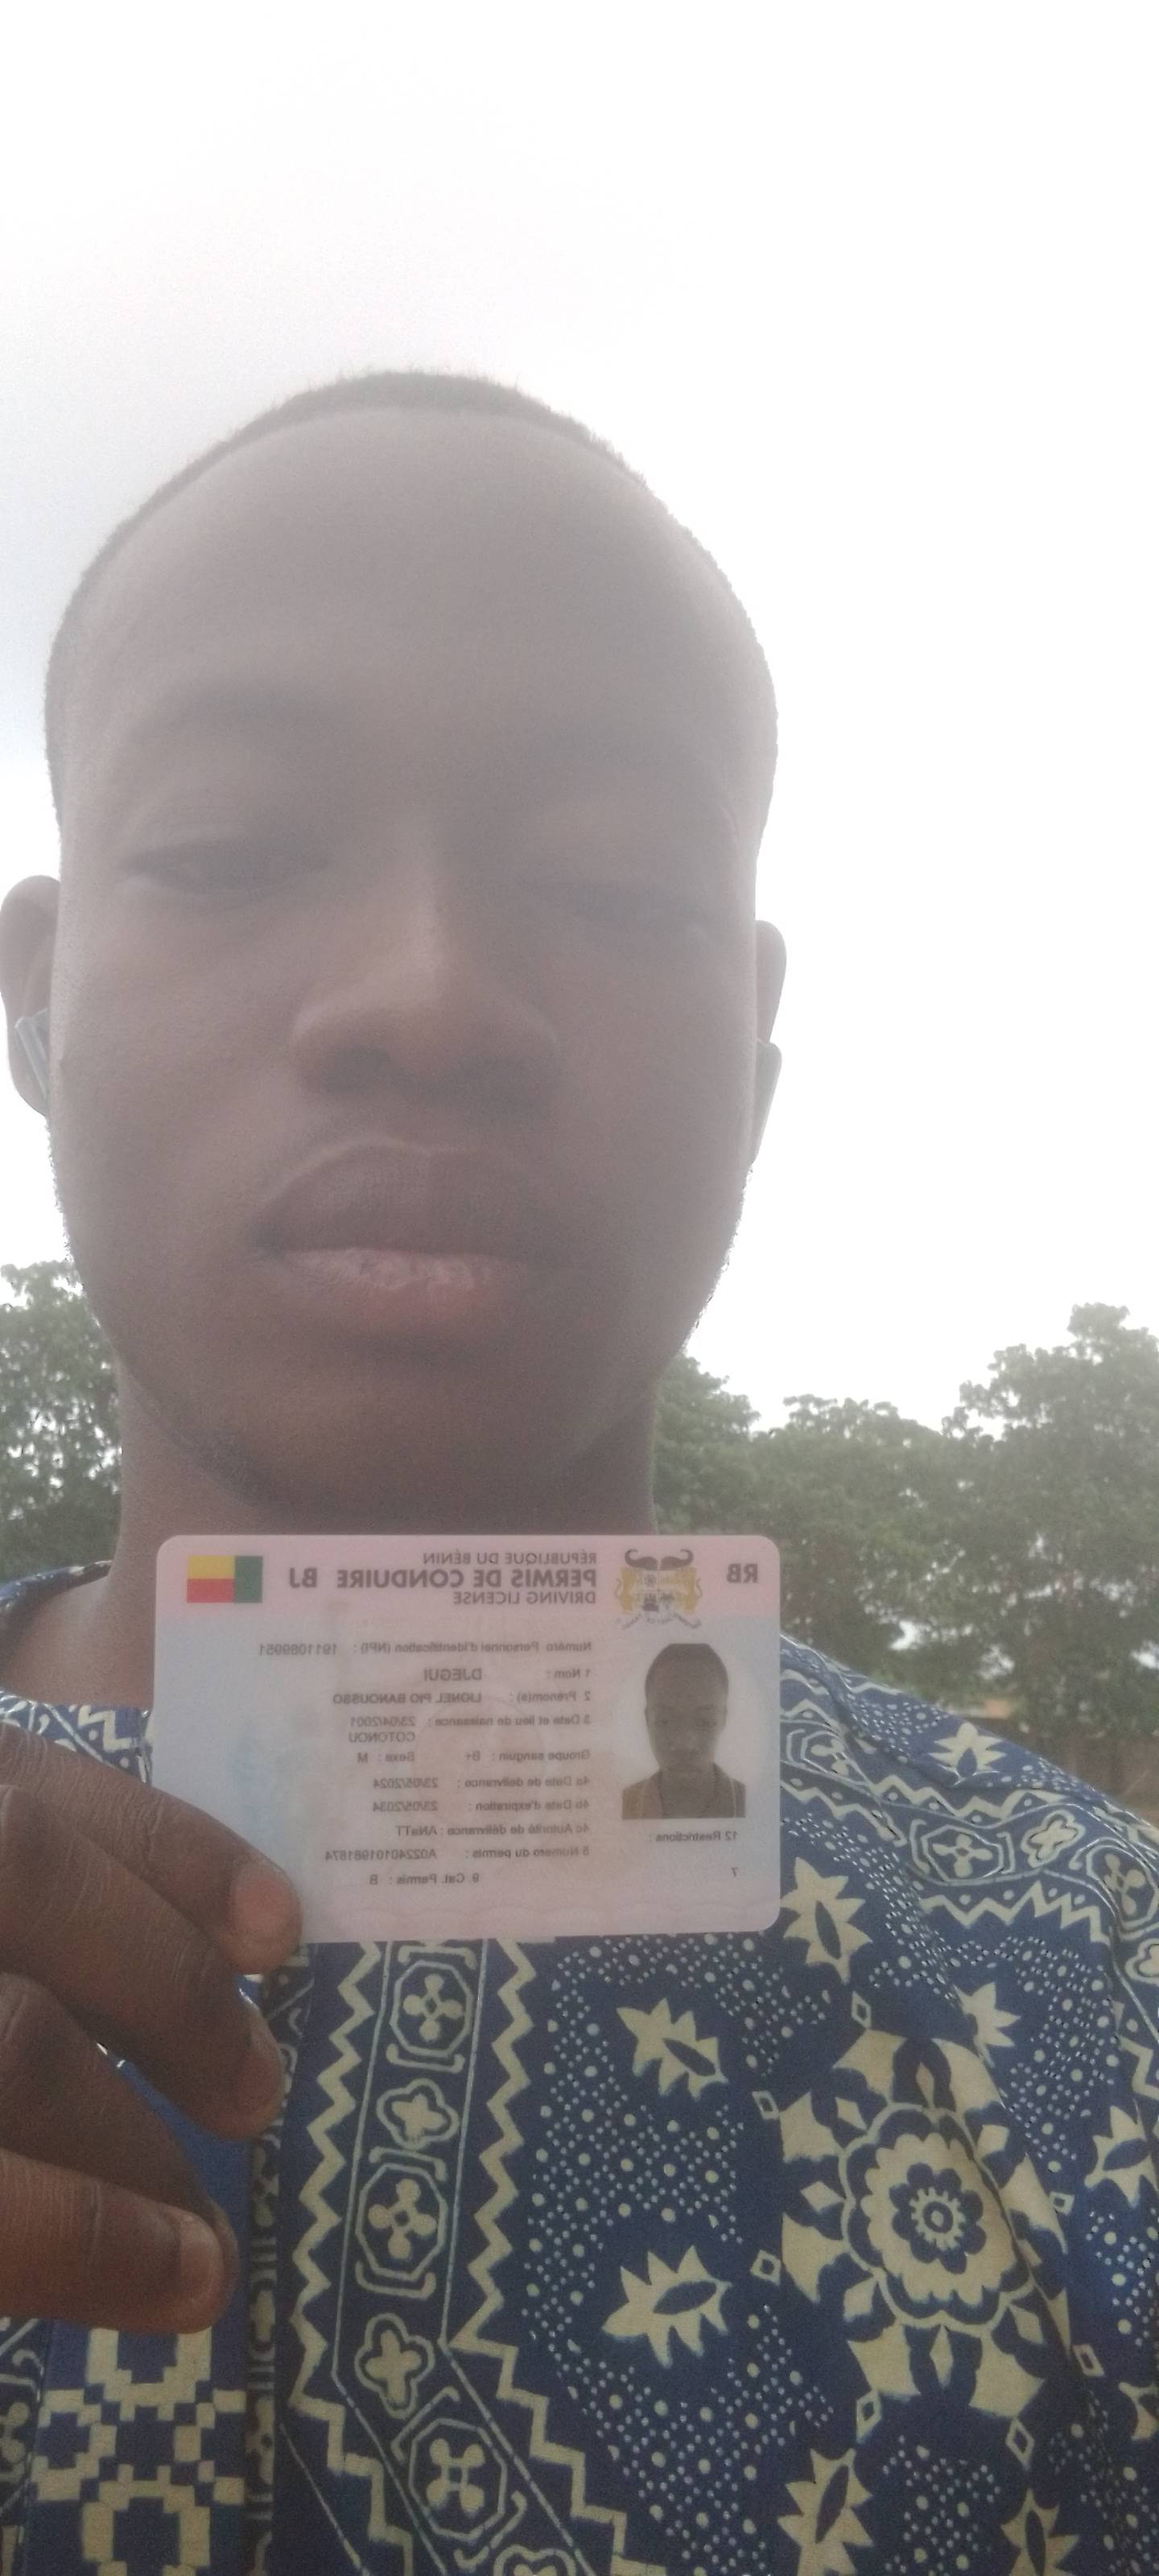 RB
RÉPUBLIQUE DU BÉNIN
PERMIS DE CONDUIRE BJ
DRIVING LICENSE
Numéro Personnel d'identification (NPI) : 1911089951
1 Nom : DJEGUI
2 Prénom(s) : LIONEL PIO BANOUSSO
3 Date et lieu de naissance : 23/04/2001
COTONOU
Groupe sanguin : B+ Sexe : M
4a Date de délivrance : 23/05/2024
4b Date d'expiration : 23/05/2034
4c Autorité de délivrance : ANaTT
5 Numéro du permis : A02240101981874
9. Cat. Permis : B
12 Restrictions :
7